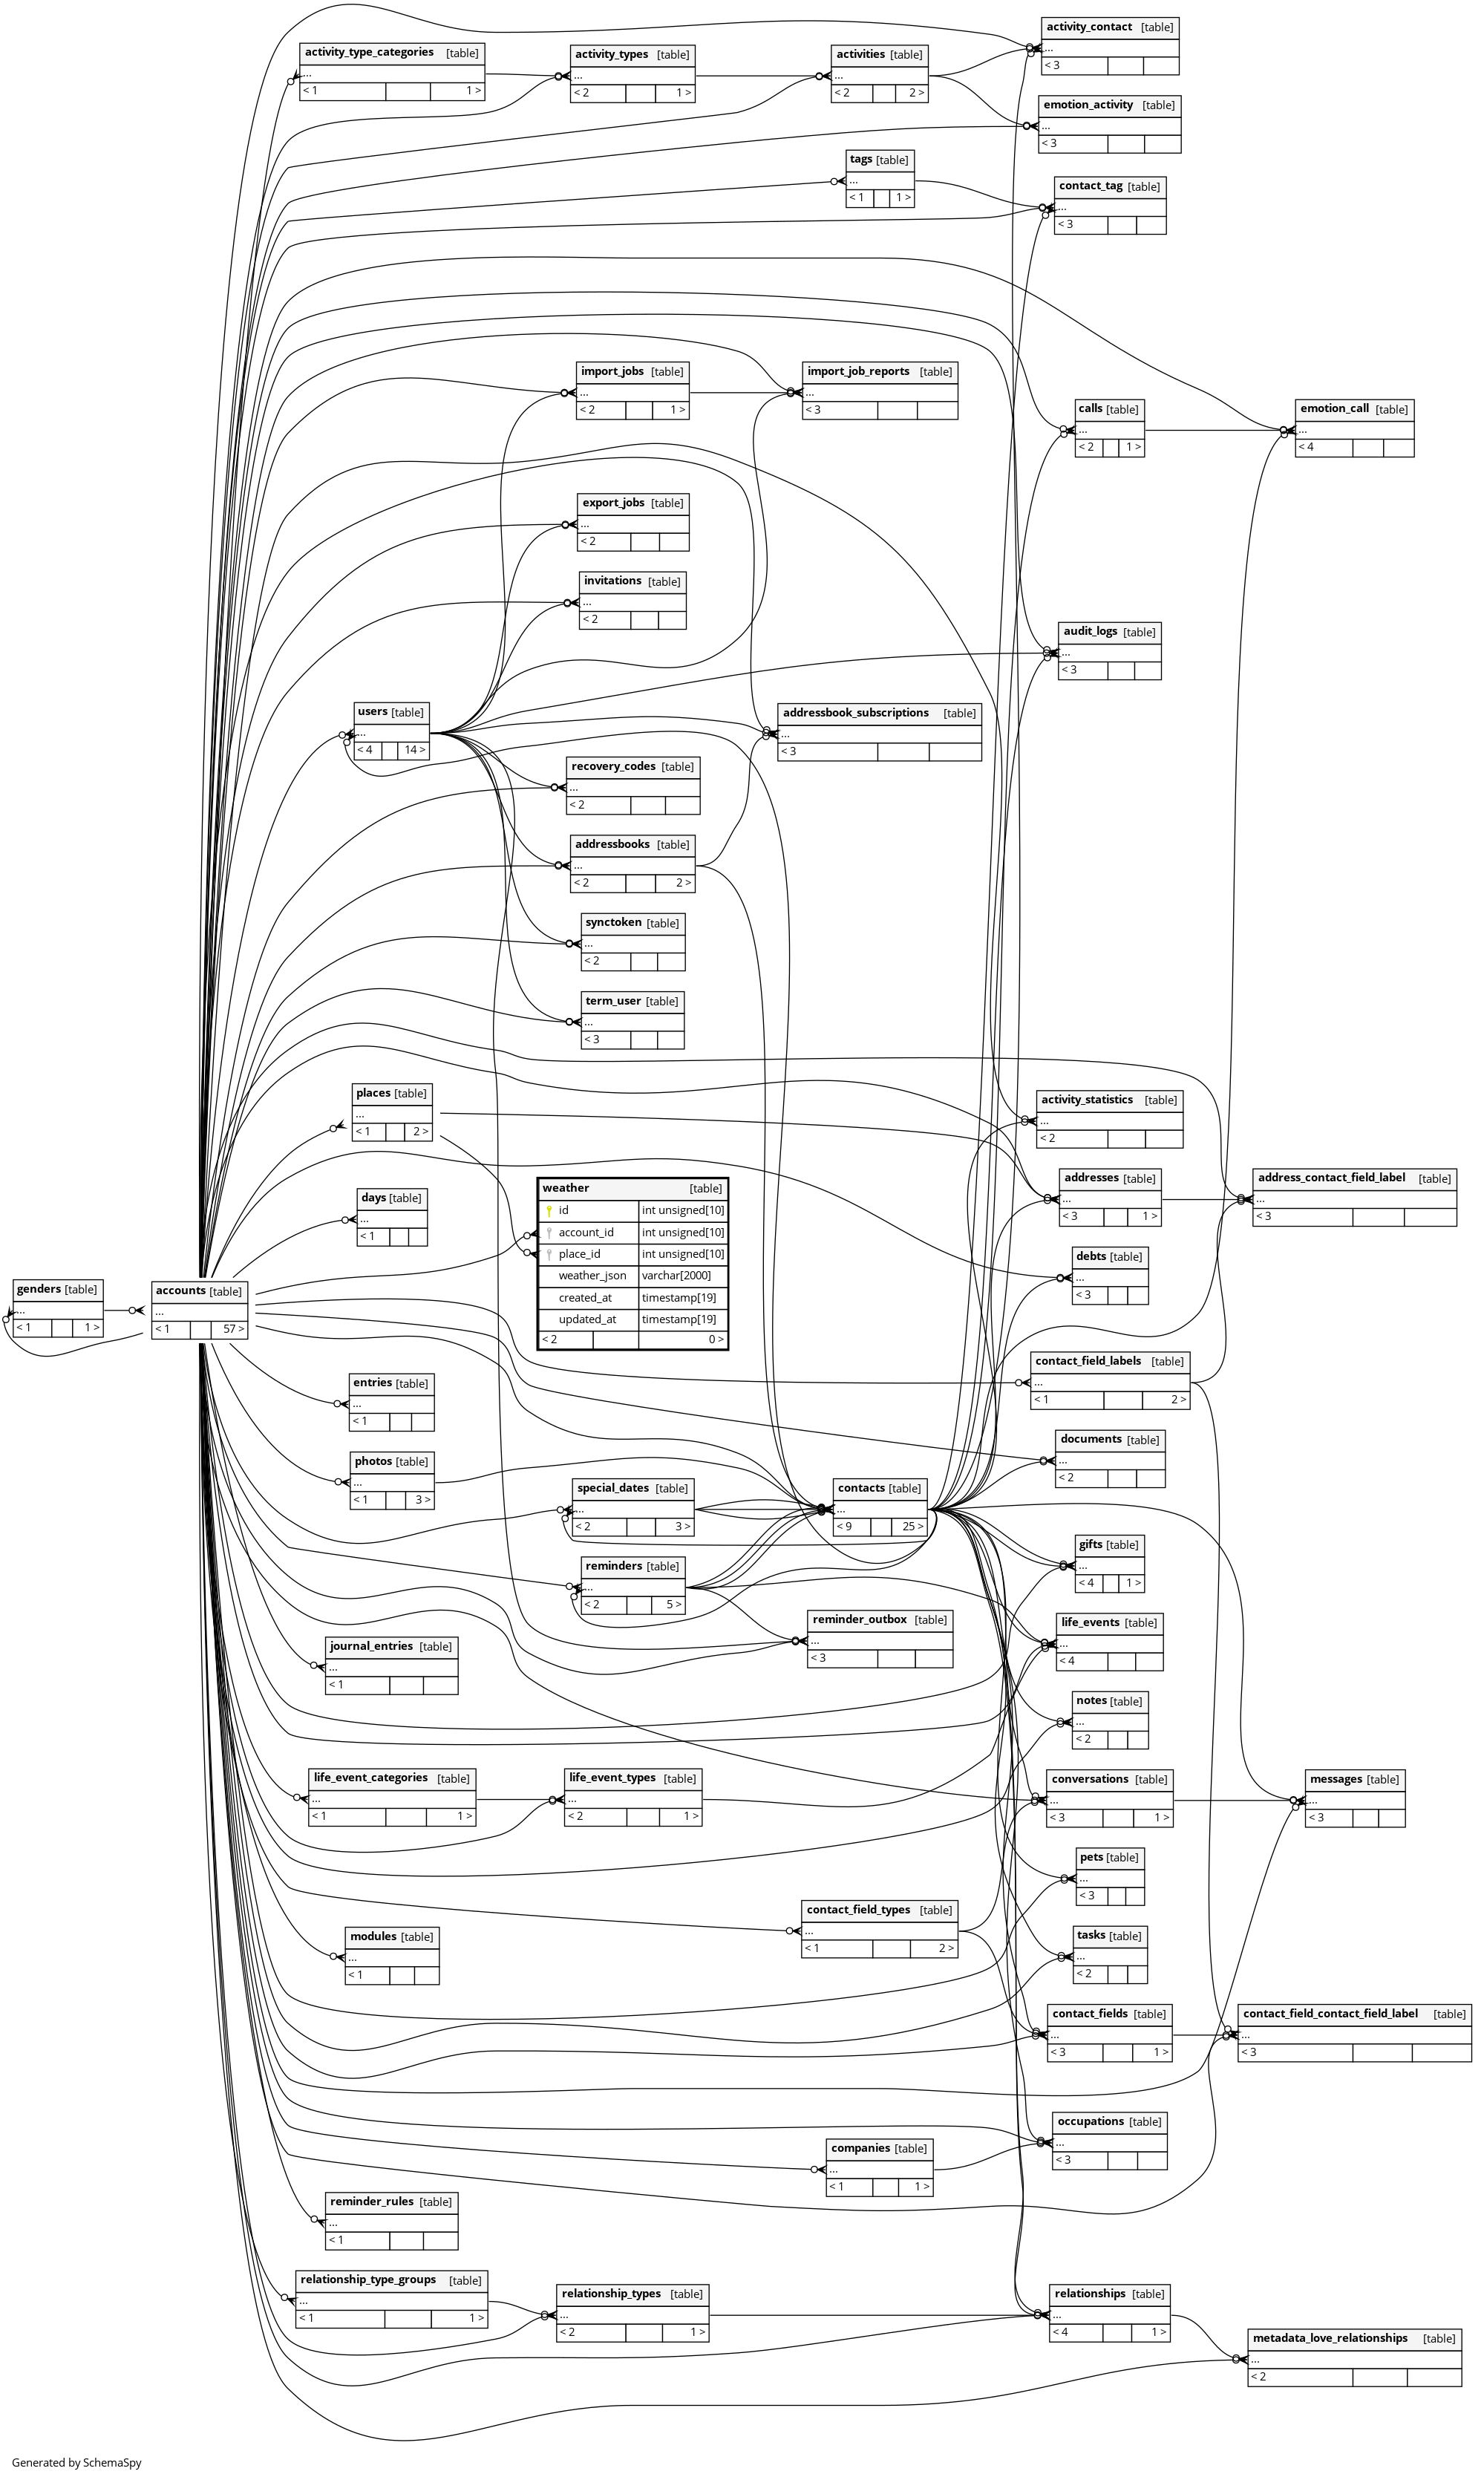 activity_contact [table]
...
< 3
activity_type_categories [table]
...
< 1 1 >
activity_types [table]
...
< 2 1 >
activities [table]
...
< 2 2 >
emotion_activity [table]
...
< 3
tags [table]
...
< 1 1 >
contact_tag [table]
...
< 3
import_jobs [table]
...
< 2 1 >
import_job_reports [table]
...
< 3
calls [table]
...
< 2 1 >
emotion_call [table]
...
< 4
export_jobs [table]
...
< 2
invitations [table]
...
< 2
audit_logs [table]
...
< 3
users [table]
...
< 4 14 >
addressbook_subscriptions [table]
...
< 3
recovery_codes [table]
...
< 2
addressbooks [table]
...
< 2 2 >
synctoken [table]
...
< 2
term_user [table]
...
< 3
places [table]
...
< 1 2 >
activity_statistics [table]
...
< 2
addresses [table]
...
< 3 1 >
address_contact_field_label [table]
...
< 3
weather [table]
id int unsigned[10]
account_id int unsigned[10]
place_id int unsigned[10]
weather_json varchar[2000]
created_at timestamp[19]
updated_at timestamp[19]
< 2 0 >
days [table]
...
< 1
debts [table]
...
< 3
genders [table]
...
< 1 1 >
accounts [table]
...
< 1 57 >
contact_field_labels [table]
...
< 1 2 >
entries [table]
...
< 1
documents [table]
...
< 2
photos [table]
...
< 1 3 >
special_dates [table]
...
< 2 3 >
contacts [table]
...
< 9 25 >
gifts [table]
...
< 4 1 >
reminders [table]
...
< 2 5 >
reminder_outbox [table]
...
< 3
life_events [table]
...
< 4
journal_entries [table]
...
< 1
notes [table]
...
< 2
life_event_categories [table]
...
< 1 1 >
life_event_types [table]
...
< 2 1 >
conversations [table]
...
< 3 1 >
messages [table]
...
< 3
pets [table]
...
< 3
contact_field_types [table]
...
< 1 2 >
modules [table]
...
< 1
tasks [table]
...
< 2
contact_fields [table]
...
< 3 1 >
contact_field_contact_field_label [table]
...
< 3
occupations [table]
...
< 3
companies [table]
...
< 1 1 >
reminder_rules [table]
...
< 1
relationship_type_groups [table]
...
< 1 1 >
relationship_types [table]
...
< 2 1 >
relationships [table]
...
< 4 1 >
metadata_love_relationships [table]
...
< 2
Generated by SchemaSpy